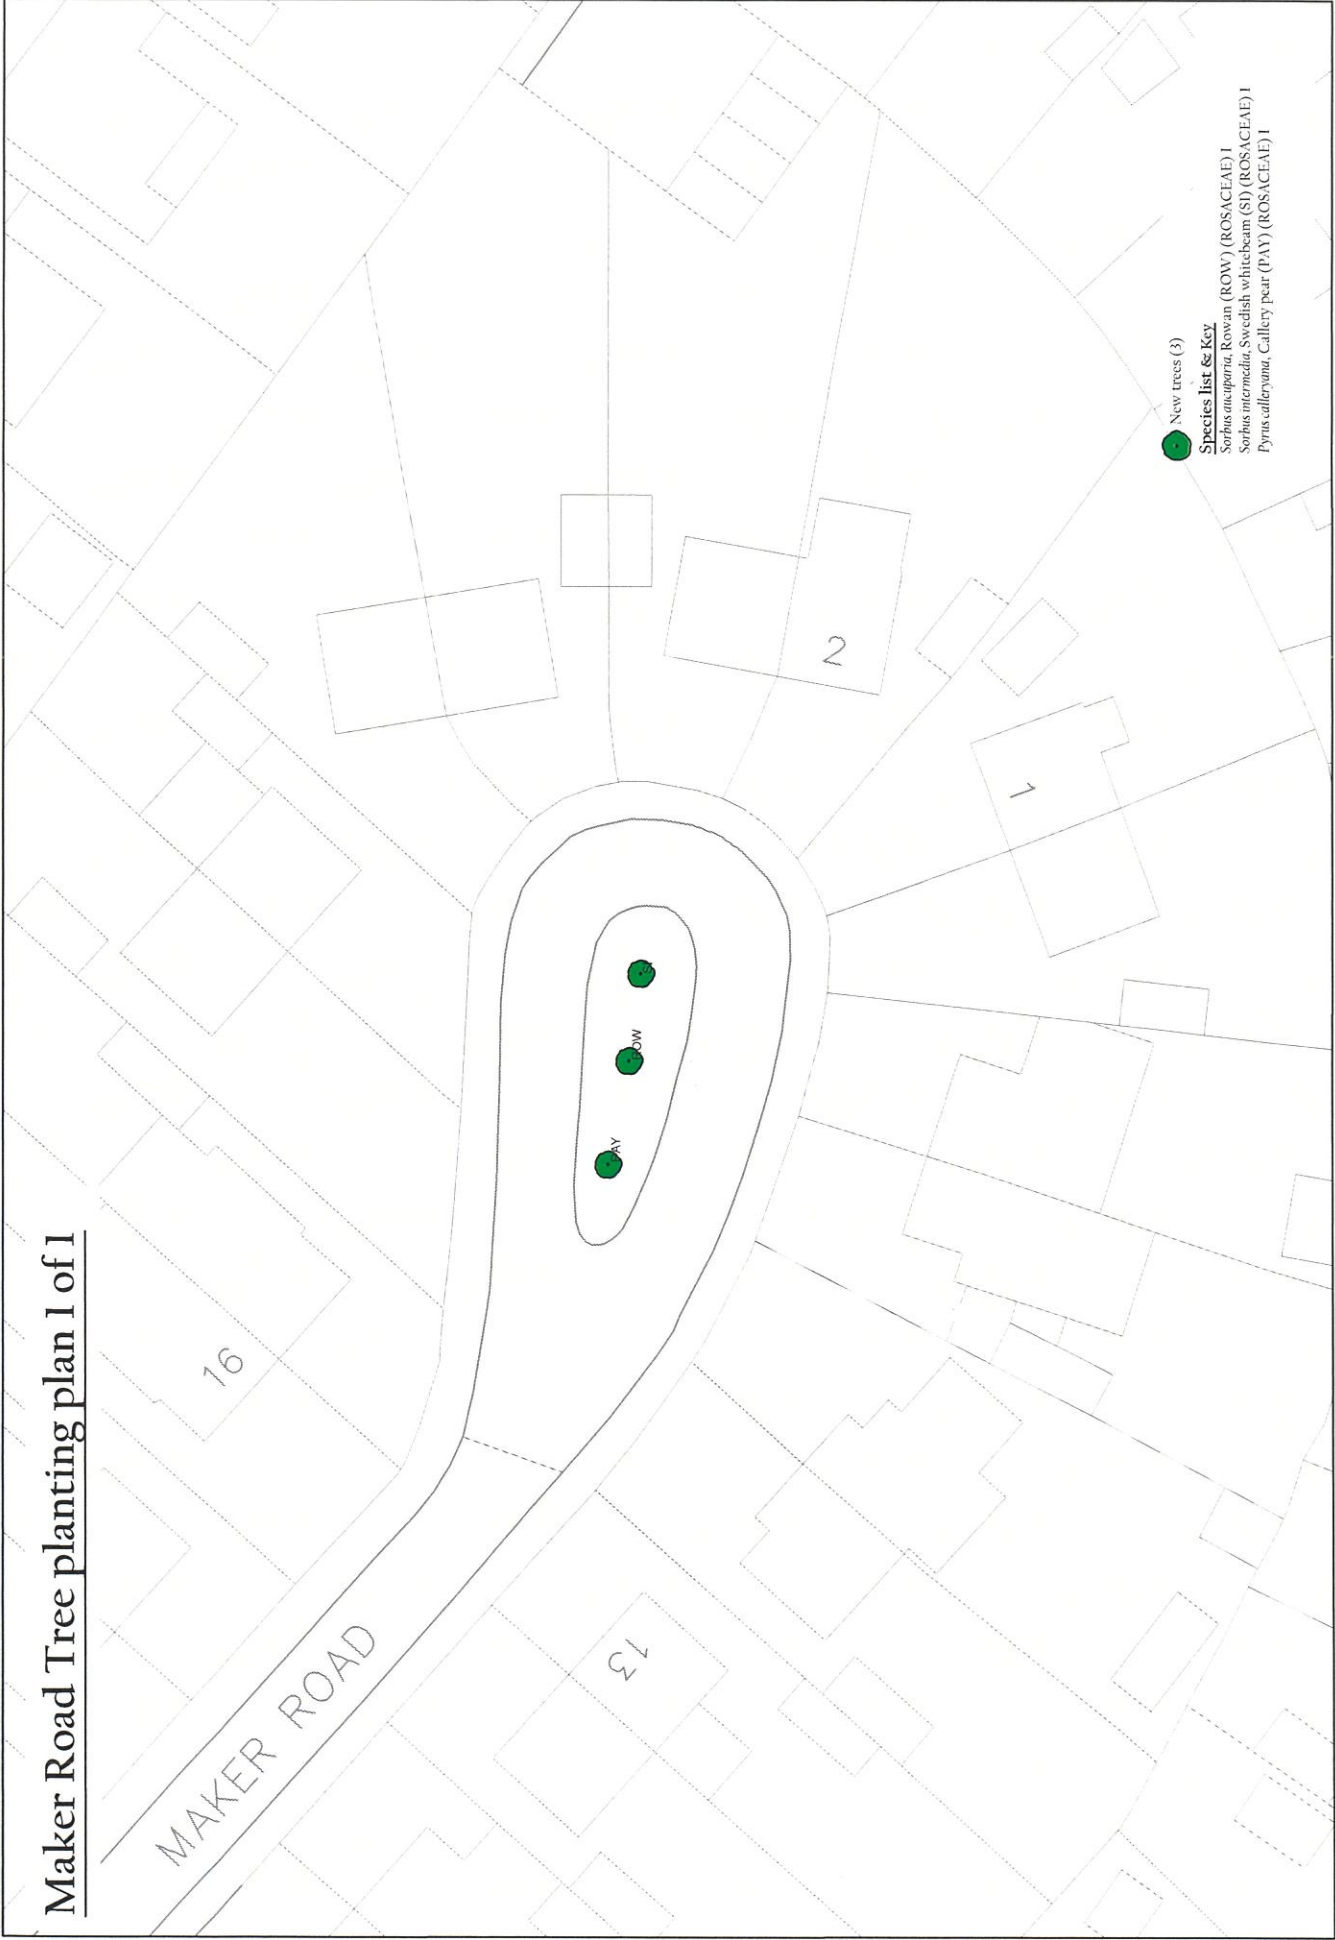 Maker Road Tree planting plan 1 of 1
16
MAKER ROAD
13
PAY
ROW
SI
2
1
New trees (3)
Species list & Key
Sorbus aucuparia, Rowan (ROW) (ROSACEAE) 1
Sorbus intermedia, Swedish whitebeam (SI) (ROSACEAE) 1
Pyrus calleryana, Callery pear (PAY) (ROSACEAE) 1